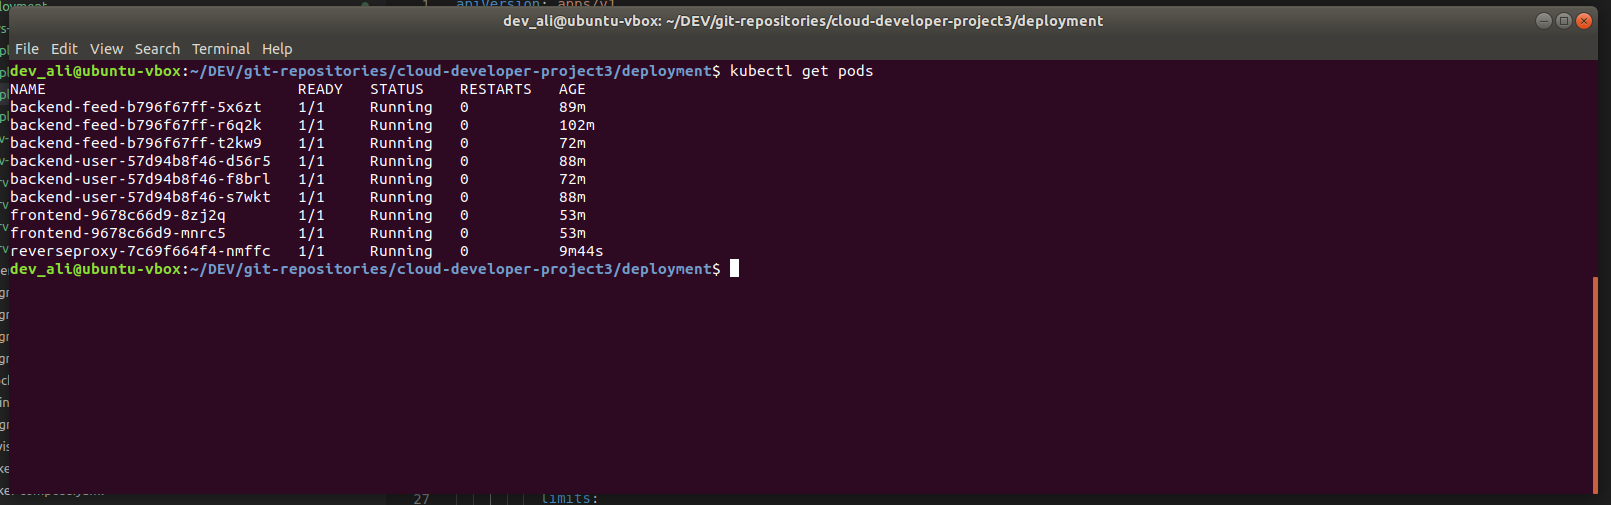 apiVersion: apps/v1
dev_ali@ubuntu-vbox: ~/DEV/git-repositories/cloud-developer-project3/deployment
File Edit View Search Terminal Help
dev_ali@ubuntu-vbox:~/DEV/git-repositories/cloud-developer-project3/deployment$ kubectl get pods
NAME READY STATUS RESTARTS AGE
backend-feed-b796f67ff-5x6zt 1/1 Running 0 89m
backend-feed-b796f67ff-r6q2k 1/1 Running 0 102m
backend-feed-b796f67ff-t2kw9 1/1 Running 0 72m
backend-user-57d94b8f46-d56r5 1/1 Running 0 88m
backend-user-57d94b8f46-f8brl 1/1 Running 0 72m
backend-user-57d94b8f46-s7wkt 1/1 Running 0 88m
frontend-9678c66d9-8zj2q 1/1 Running 0 53m
frontend-9678c66d9-mnrc5 1/1 Running 0 53m
reverseproxy-7c69f664f4-nmffc 1/1 Running 0 9m44s
dev_ali@ubuntu-vbox:~/DEV/git-repositories/cloud-developer-project3/deployment$
27 limits: